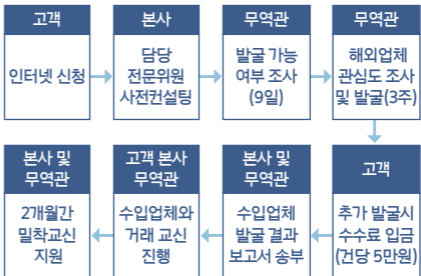 고객
인터넷 신청
본사
담당
전문위원
사전컨설팅
무역관
발굴 가능
여부 조사
(9일)
무역관
해외업체
관심도 조사
및 발굴(3주)
고객
추가 발굴시
수수료 입금
(건당 5만원)
본사 및
무역관
수입업체
발굴 결과
보고서 송부
고객 본사
무역관
수입업체와
거래 교신
진행
본사 및
무역관
2개월간
밀착교신
지원